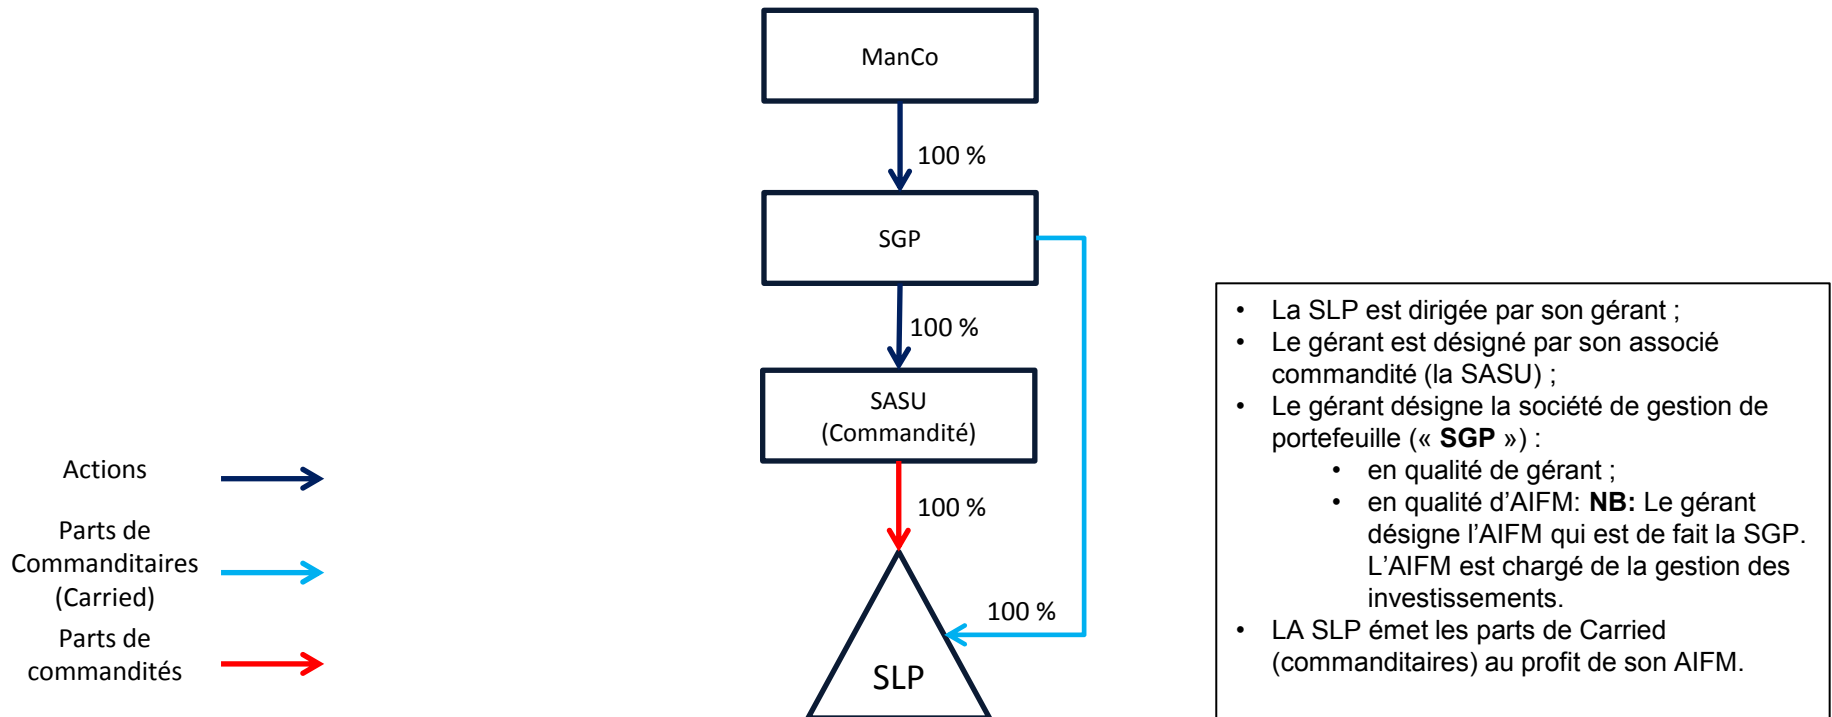 ManCo
100 %
SGP
100 %
SASU
(Commandité)
100 %
100 %
SLP
Actions
Parts de
Commanditaires
(Carried)
Parts de
commandités
• La SLP est dirigée par son gérant ;
• Le gérant est désigné par son associé
commandité (la SASU) ;
• Le gérant désigne la société de gestion de
portefeuille (« SGP ») :
• en qualité de gérant ;
• en qualité d’AIFM: NB: Le gérant
désigne l’AIFM qui est de fait la SGP.
L’AIFM est chargé de la gestion des
investissements.
• LA SLP émet les parts de Carried
(commanditaires) au profit de son AIFM.